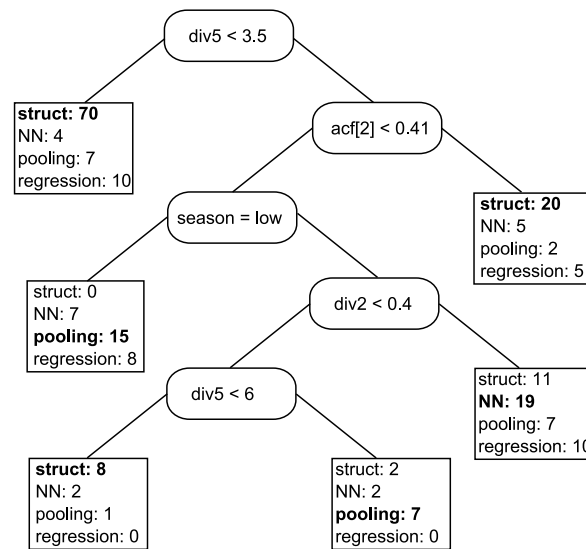 div5 < 3.5
struct: 70
NN: 4
pooling: 7
regression: 10
acf[2] < 0.41
struct: 20
NN: 5
pooling: 2
regression: 5
season = low
struct: 0
NN: 7
pooling: 15
regression: 8
div2 < 0.4
struct: 11
NN: 19
pooling: 7
regression: 10
div5 < 6
struct: 8
NN: 2
pooling: 1
regression: 0
struct: 2
NN: 2
pooling: 7
regression: 0